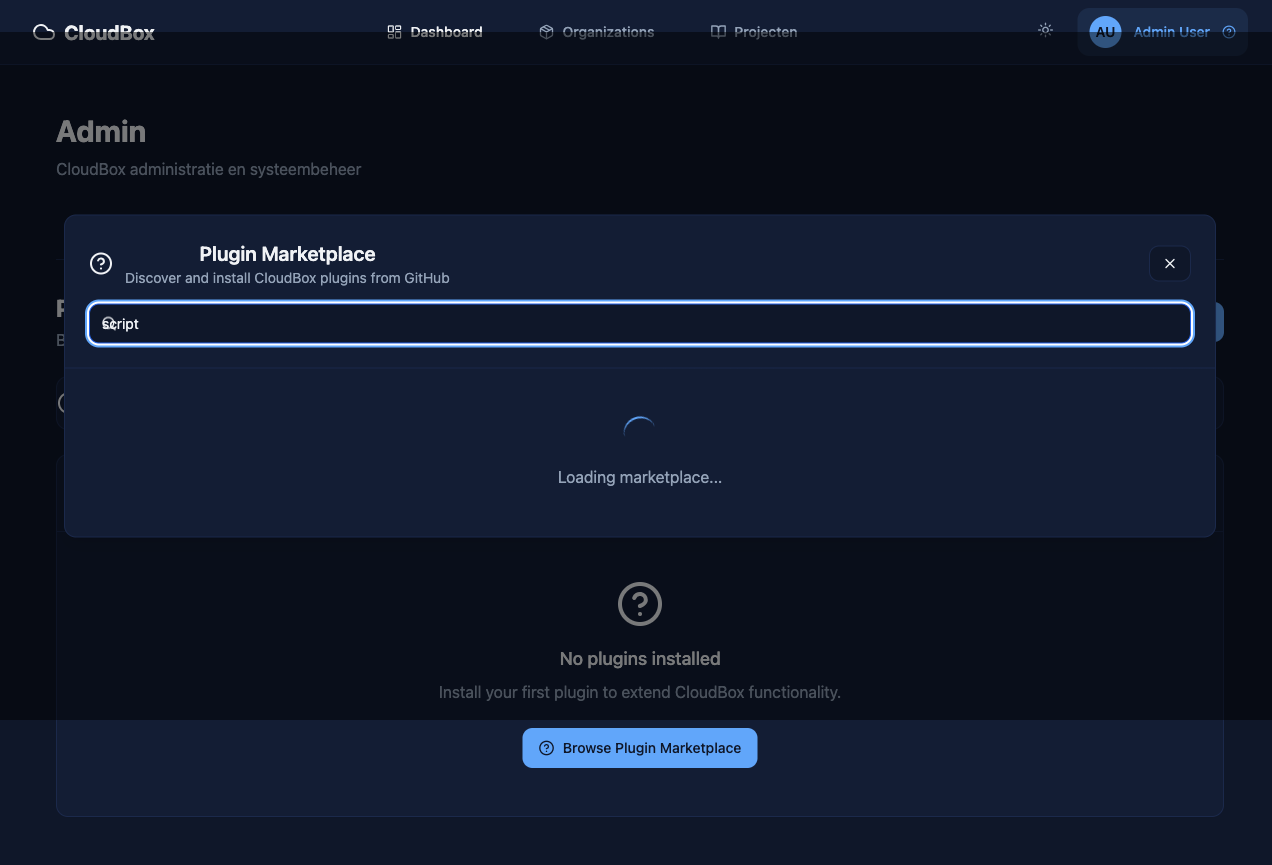 CloudBox
Dashboard
Organizations
Projecten
AU
Admin User
Admin
CloudBox administratie en systeembeheer
Plugin Marketplace
Discover and install CloudBox plugins from GitHub
script
Loading marketplace...
No plugins installed
Install your first plugin to extend CloudBox functionality.
Browse Plugin Marketplace